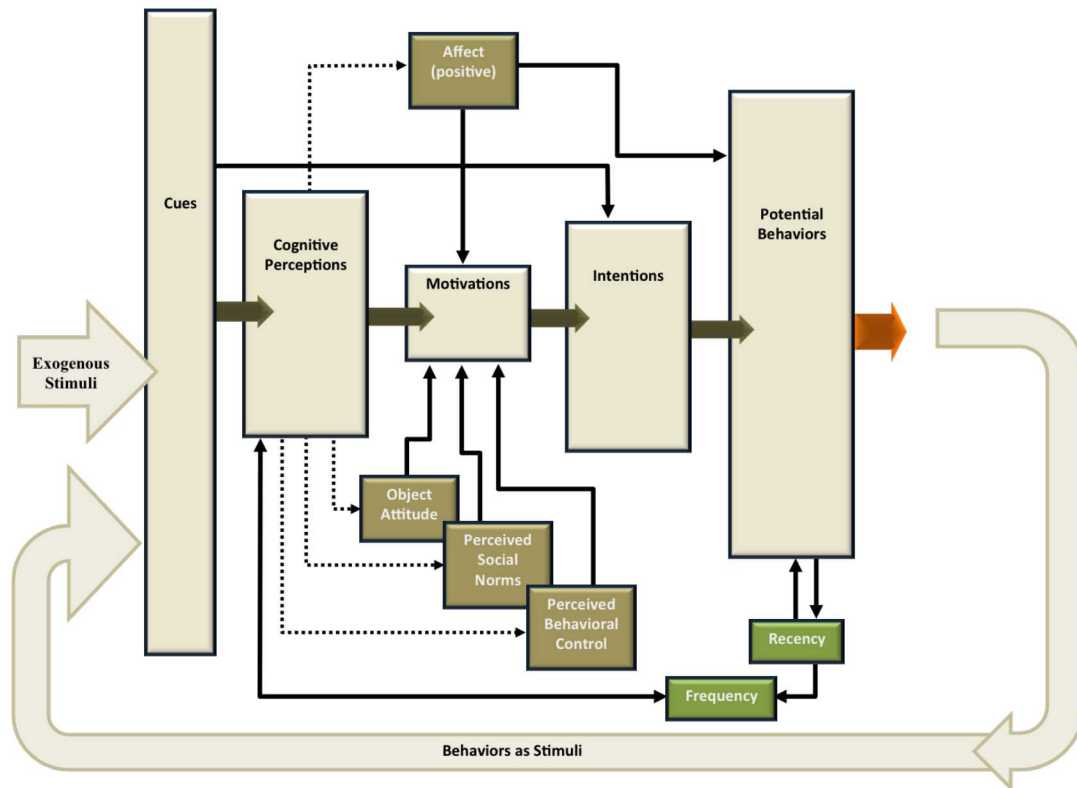 Affect
(positive)
Cues
Cognitive
Perceptions
Motivations
Intentions
Potential
Behaviors
Exogenous
Stimuli
Object
Attitude
Perceived
Social
Norms
Perceived
Behavioral
Control
Recency
Frequency
Behaviors as Stimuli